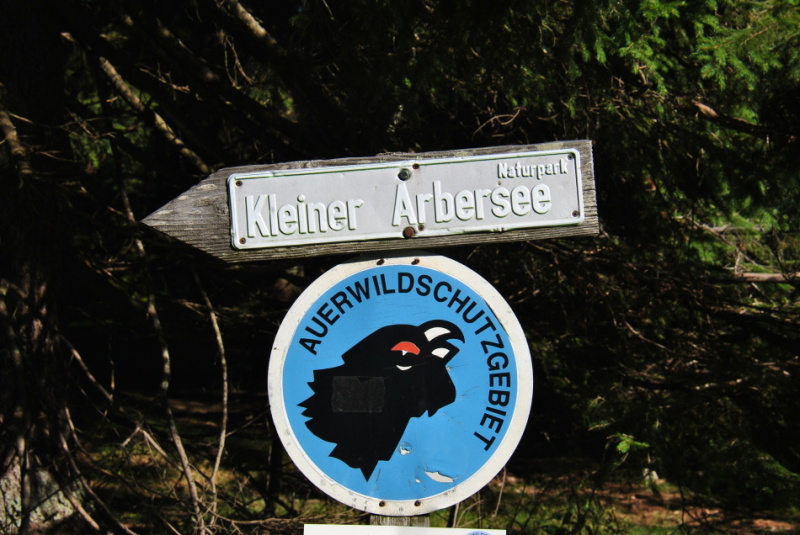 Naturpark
Kleiner Arbersee
AUERWILDSCHUTZGEBIET